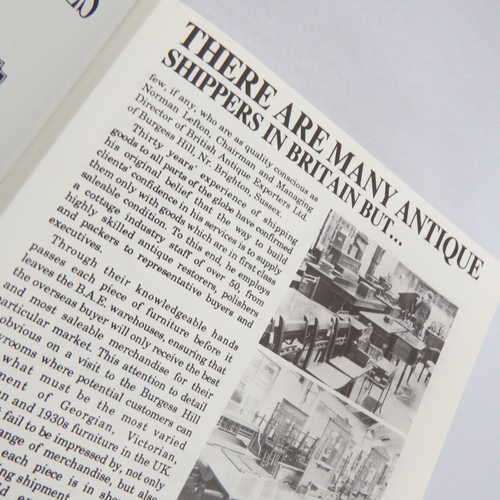 THERE ARE MANY ANTIQUE
SHIPPERS IN BRITAIN BUT...
few, if any, who are as quality conscious as
Norman Lefton, Chairman and Managing
Director of British Antique Exporters Ltd.
of Burgess Hill, Nr. Brighton, Sussex.
Thirty years' experience of shipping
goods to all parts of the globe have confirmed
his original belief that the way to build
clients' confidence in his services is to supply
them only with goods which are in first class
saleable condition. To this end, he employs
a cottage industry staff of over 50, from
highly skilled antique restorers, polishers
and packers to representative buyers and
executives.
Through their knowledgeable hands
passes each piece of furniture before it
leaves the B.A.E. warehouses, ensuring that
the overseas buyer will only receive the best
and most saleable merchandise for their
particular market. This attention to detail
obvious on a visit to the Burgess Hill
where potential customers can
what must be the most varied
of Georgian, Victorian,
and 1930s furniture in the UK.
fail to be impressed by, not only
range of merchandise, but also
each piece is in
shipment